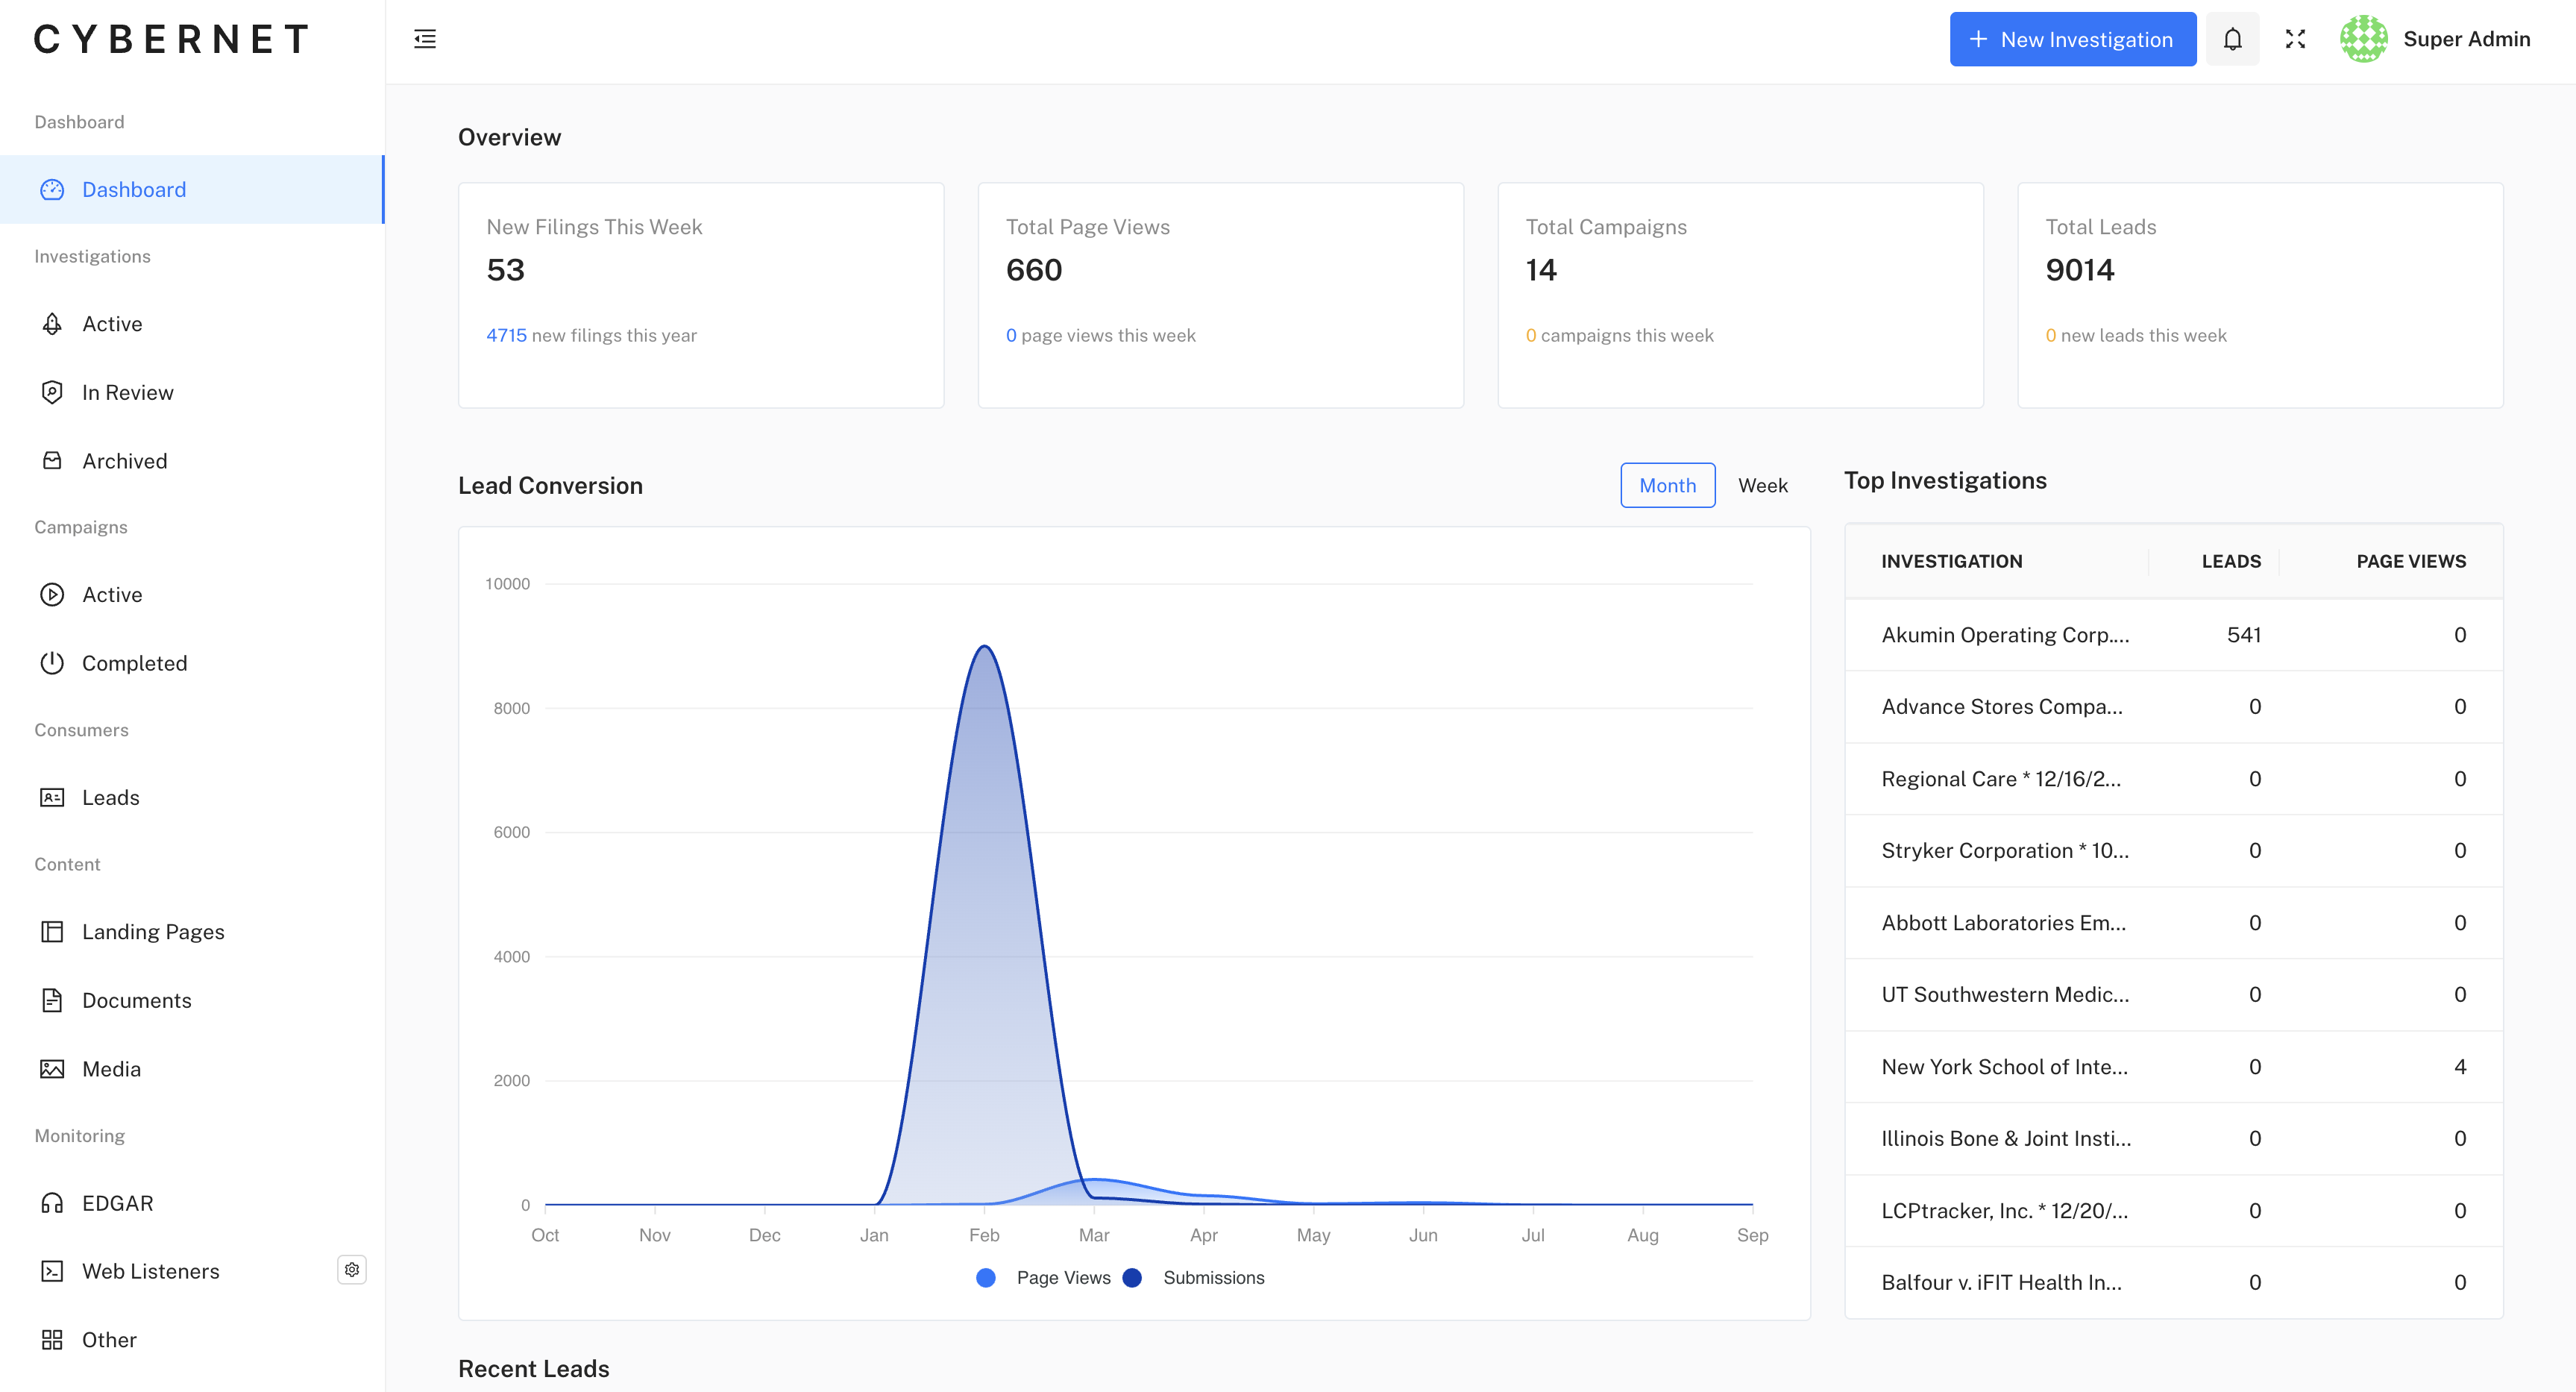 CYBERNET
Dashboard
Dashboard
Investigations
Active
In Review
Archived
Campaigns
Active
Completed
Consumers
Leads
Content
Landing Pages
Documents
Media
Monitoring
EDGAR
Web Listeners
Other
+ New Investigation
Super Admin
Overview
New Filings This Week
53
4715 new filings this year
Total Page Views
660
0 page views this week
Total Campaigns
14
0 campaigns this week
Total Leads
9014
0 new leads this week
Lead Conversion
Month Week
10000
8000
6000
4000
2000
0
Oct Nov Dec Jan Feb Mar Apr May Jun Jul Aug Sep
Page Views Submissions
Top Investigations
INVESTIGATION LEADS PAGE VIEWS
Akumin Operating Corp.... 541 0
Advance Stores Compa... 0 0
Regional Care * 12/16/2... 0 0
Stryker Corporation * 10... 0 0
Abbott Laboratories Em... 0 0
UT Southwestern Medic... 0 0
New York School of Inte... 0 4
Illinois Bone & Joint Insti... 0 0
LCPtracker, Inc. * 12/20/... 0 0
Balfour v. iFIT Health In... 0 0
Recent Leads